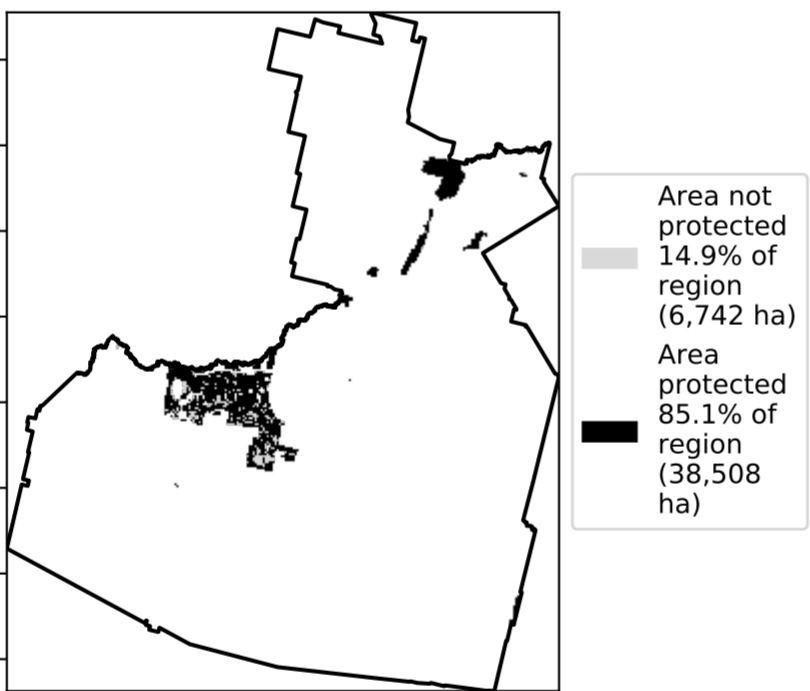 Area not
protected
14.9% of
region
(6,742 ha)
Area
protected
85.1% of
region
(38,508
ha)